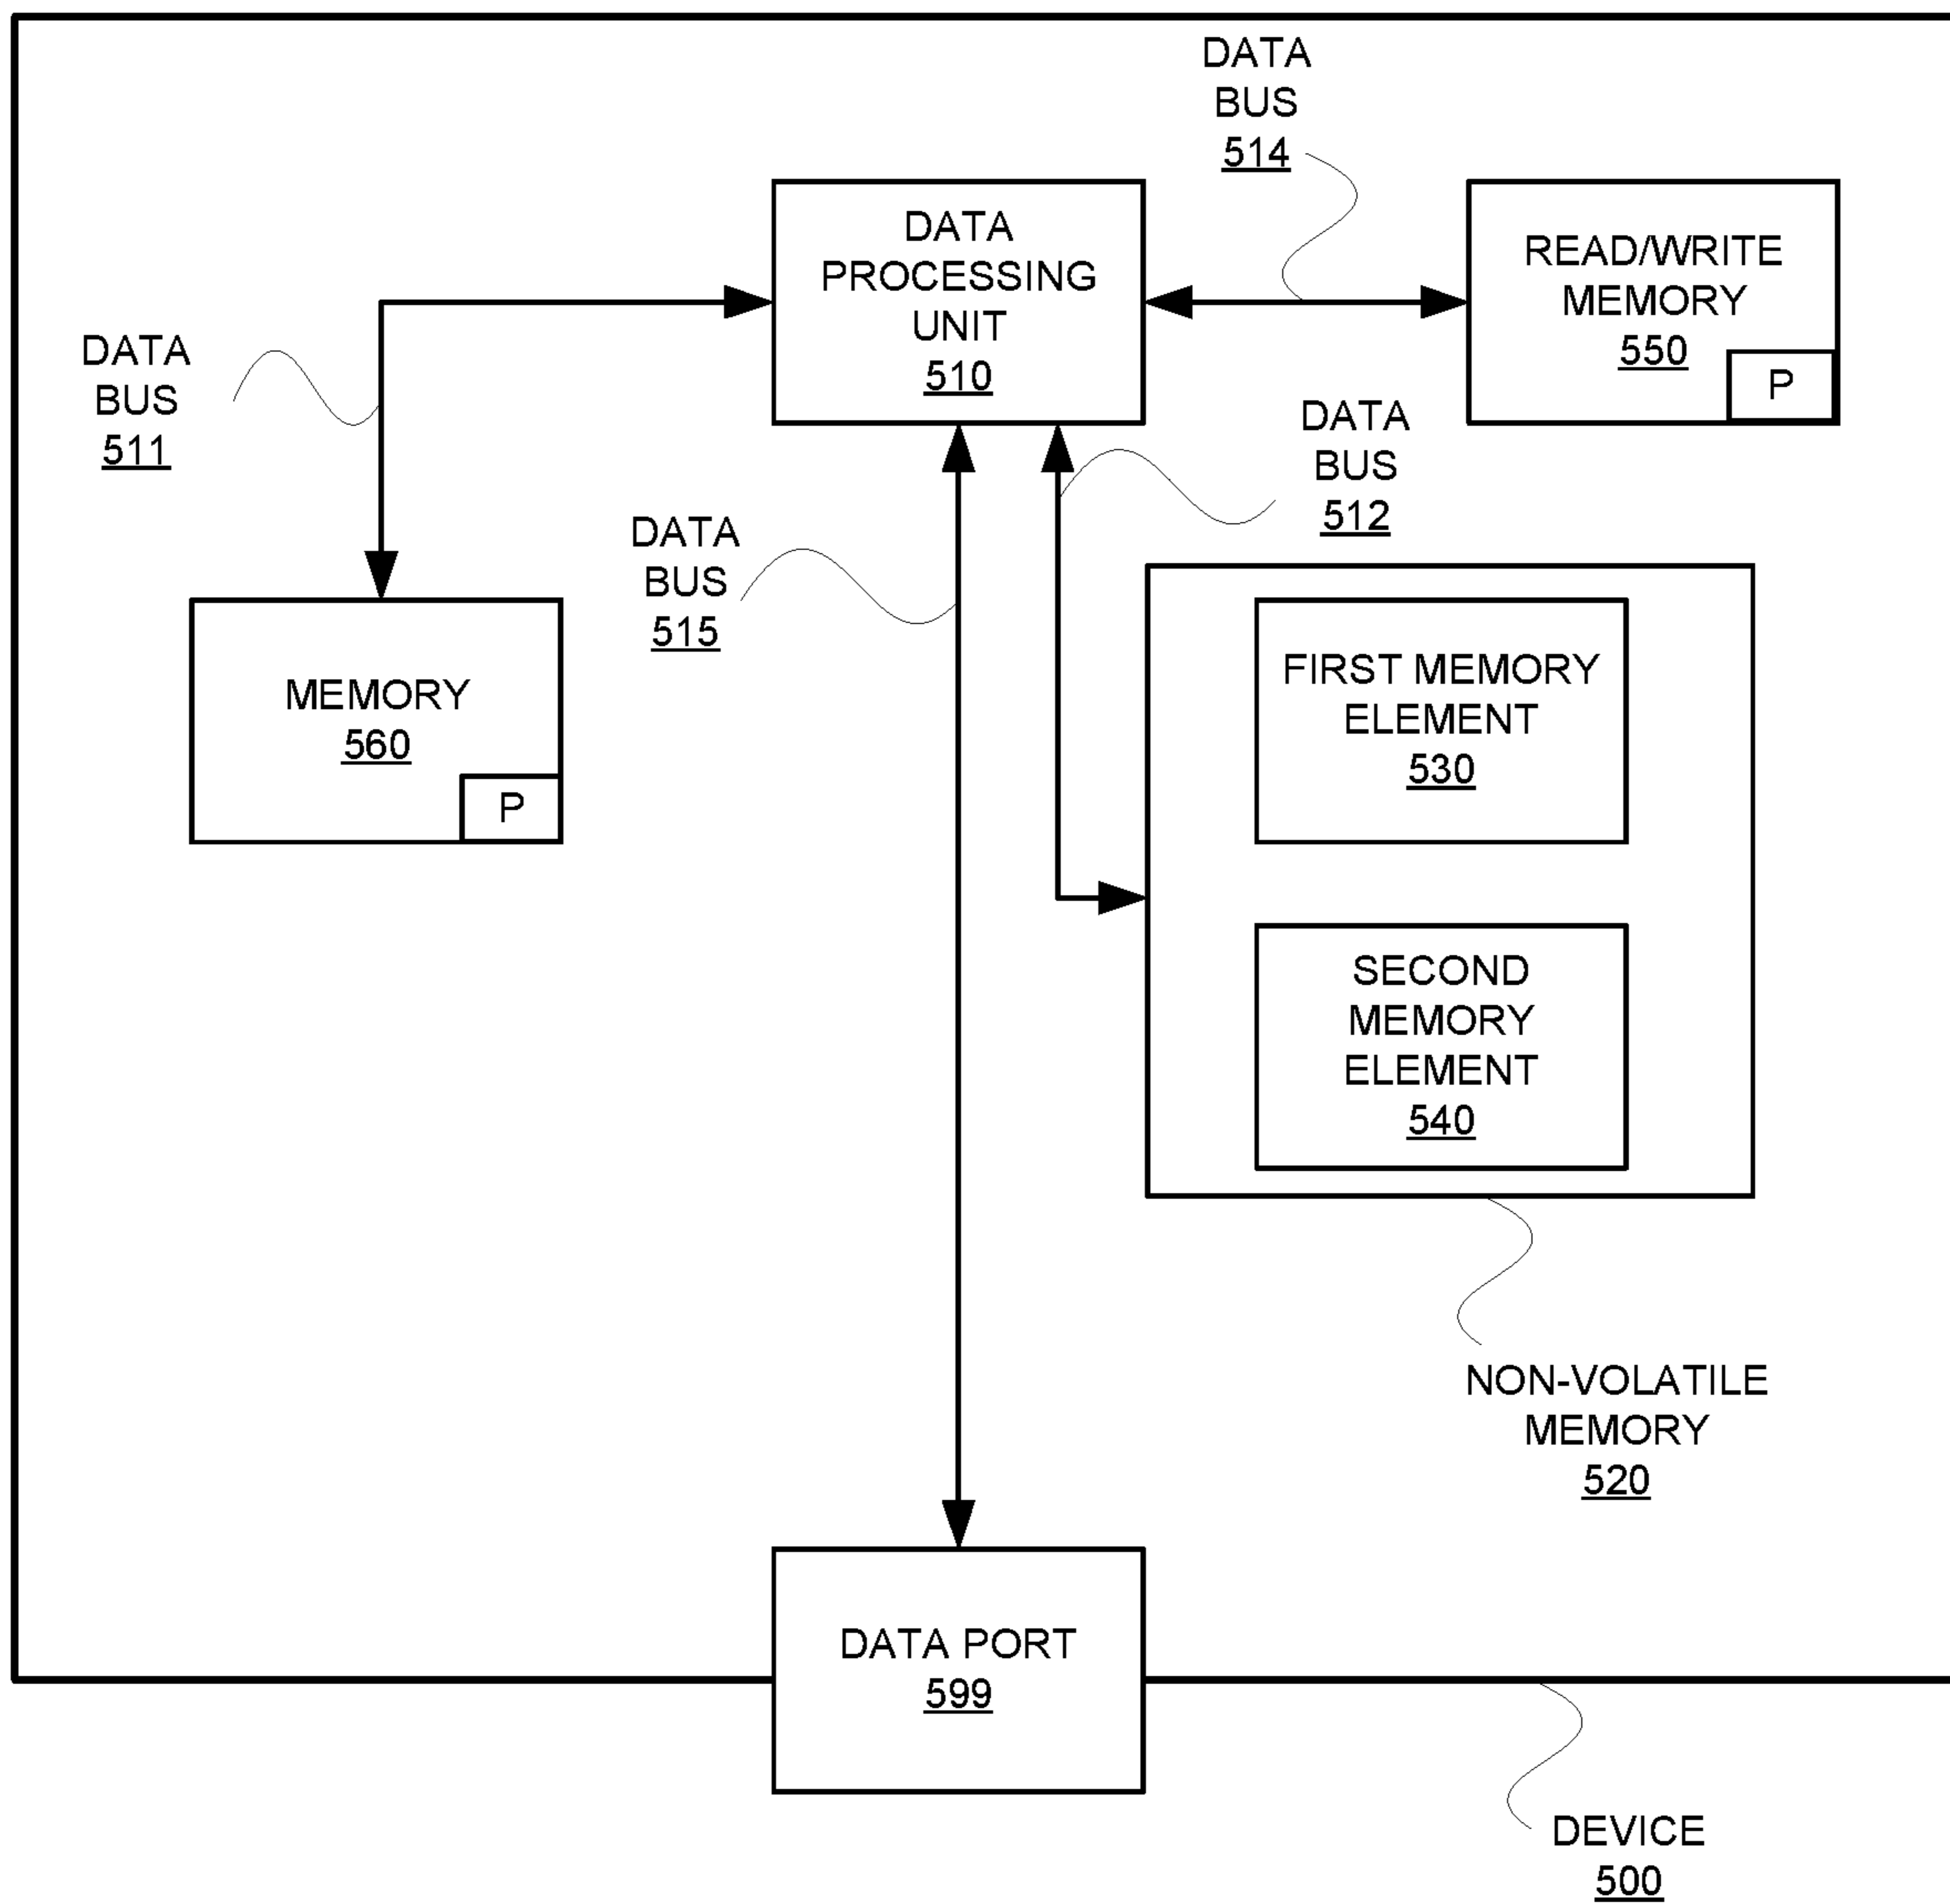 DATA
BUS
514
DATA
PROCESSING
UNIT
510
READ/WRITE
MEMORY
550
P
DATA
BUS
511
DATA
BUS
512
DATA
BUS
515
MEMORY
560
P
FIRST MEMORY
ELEMENT
530
SECOND
MEMORY
ELEMENT
540
NON-VOLATILE
MEMORY
520
DATA PORT
599
DEVICE
500